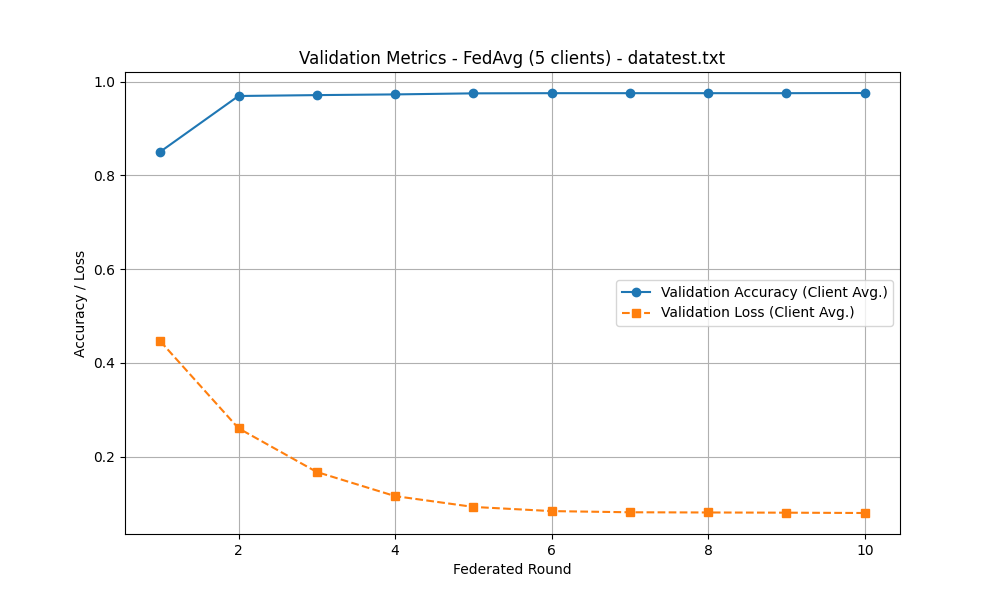 Validation Metrics - FedAvg (5 clients) - datatest.txt
1.0
0.8
0.6
0.4
0.2
Accuracy / Loss
Validation Accuracy (Client Avg.)
Validation Loss (Client Avg.)
2
4
6
8
10
Federated Round